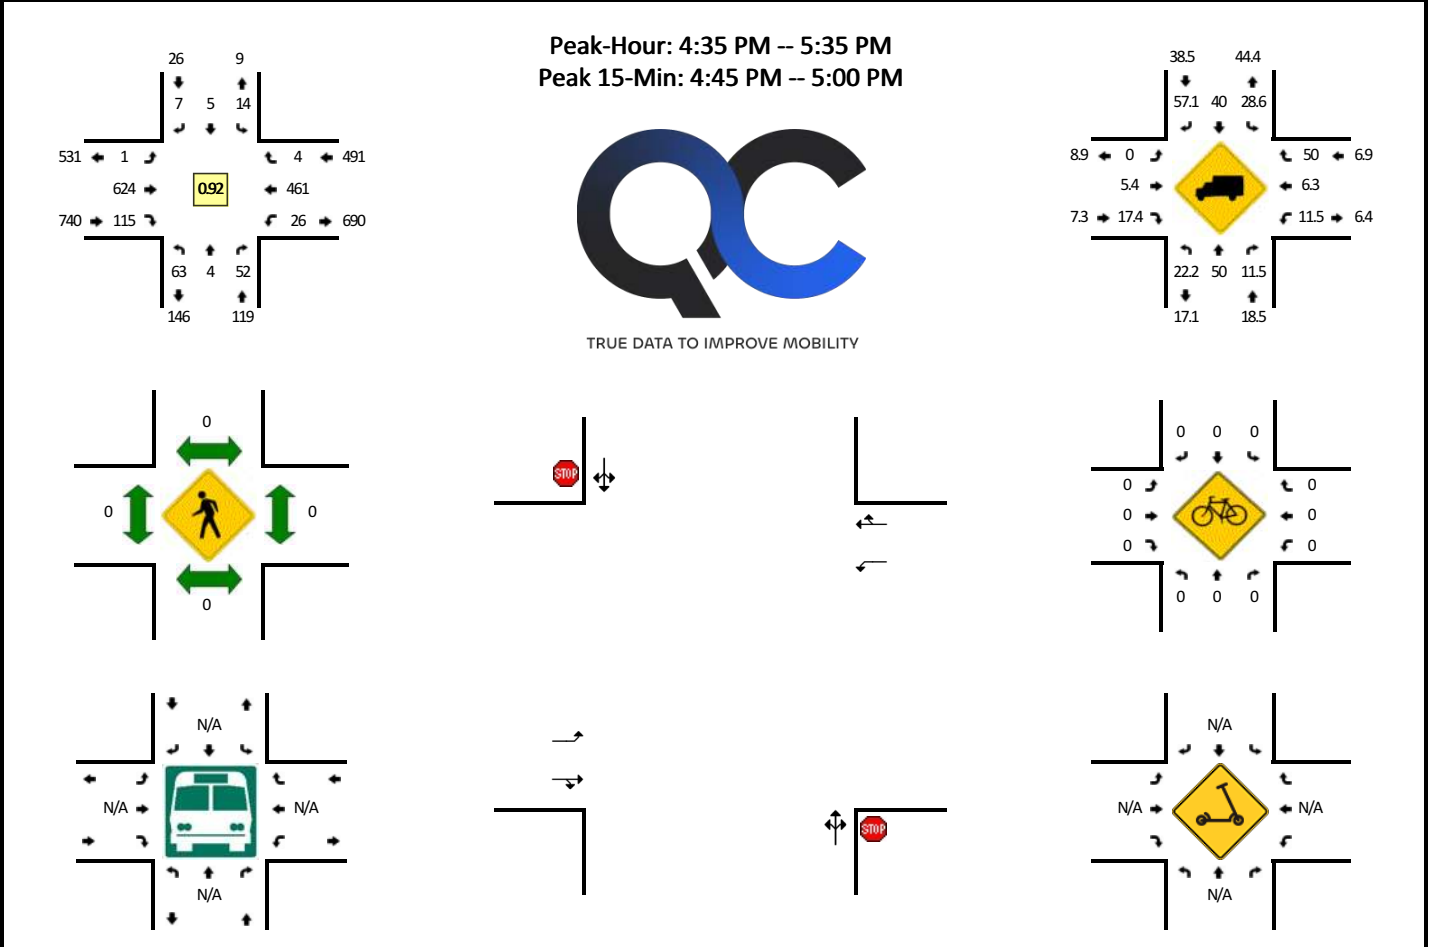 Peak-Hour: 4:35 PM -- 5:35 PM
Peak 15-Min: 4:45 PM -- 5:00 PM
26 9
7 5 14
531 1 4 491
624 0.92 461
740 115 26 690
63 4 52
146 119
TRUE DATA TO IMPROVE MOBILITY
38.5 44.4
57.1 40 28.6
8.9 0 50 6.9
5.4 6.3
7.3 17.4 11.5 6.4
22.2 50 11.5
17.1 18.5
0
0 0
0
STOP
STOP
0 0 0
0 0
0 0
0 0
0 0 0
N/A
N/A N/A
N/A
N/A
N/A N/A
N/A